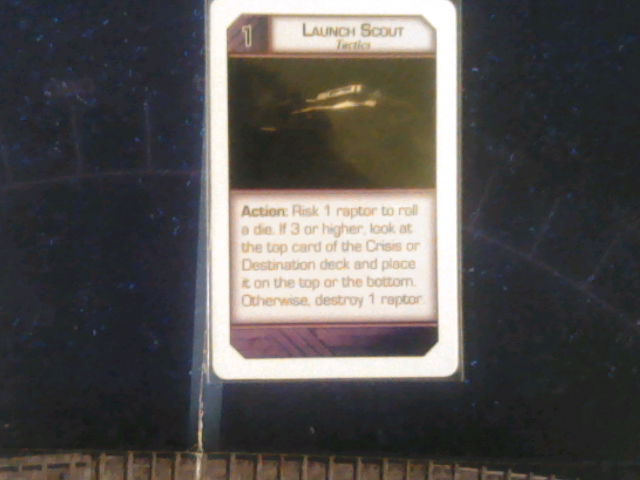 1
LAUNCH SCOUT
Tactics
Action: Risk 1 raptor to roll
a die. If 3 or higher, look at
the top card of the Crisis or
Destination deck and place
it on the top or the bottom.
Otherwise, destroy 1 raptor.